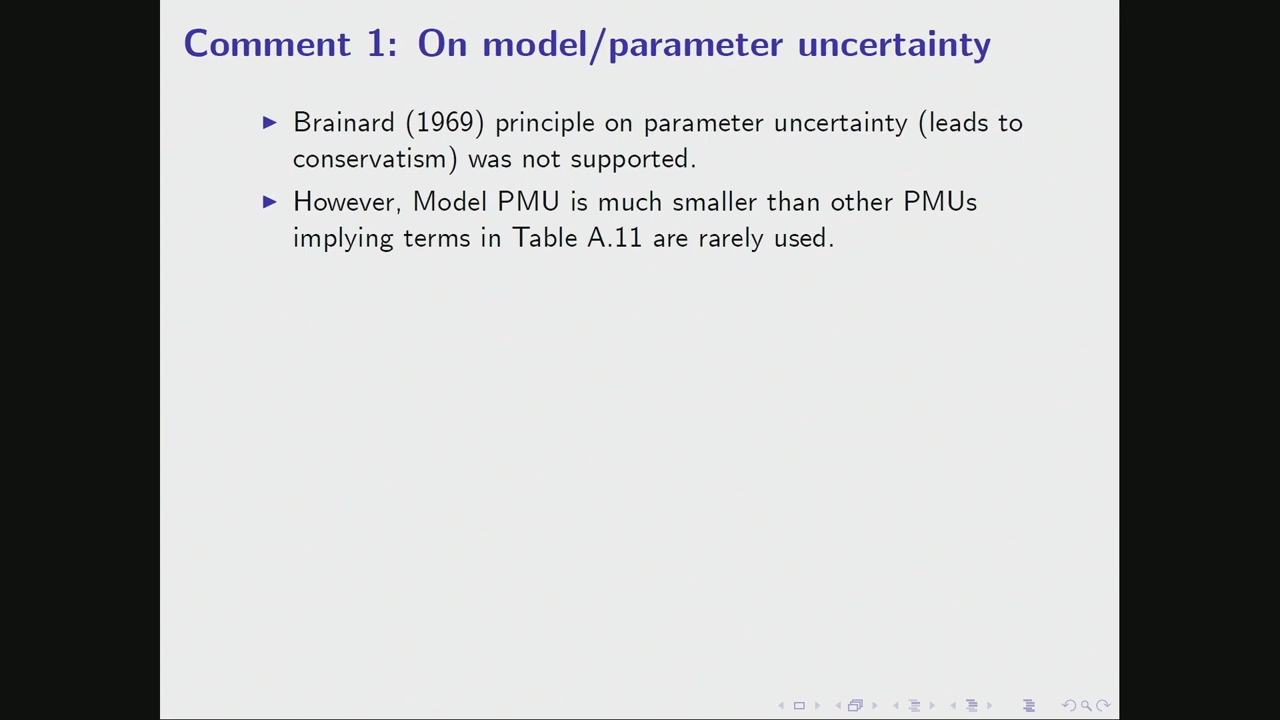 Comment 1: On model/parameter uncertainty
Brainard (1969) principle on parameter uncertainty (leads to
conservatism) was not supported.
However, Model PMU is much smaller than other PMUs
implying terms in Table A.11 are rarely used.